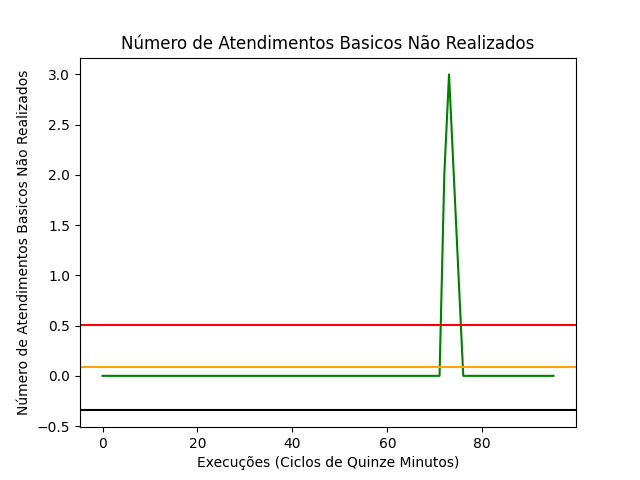 Número de Atendimentos Basicos Não Realizados
Número de Atendimentos Basicos Não Realizados
3.0
2.5
2.0
1.5
1.0
0.5
0.0
−0.5
0 20 40 60 80
Execuções (Ciclos de Quinze Minutos)